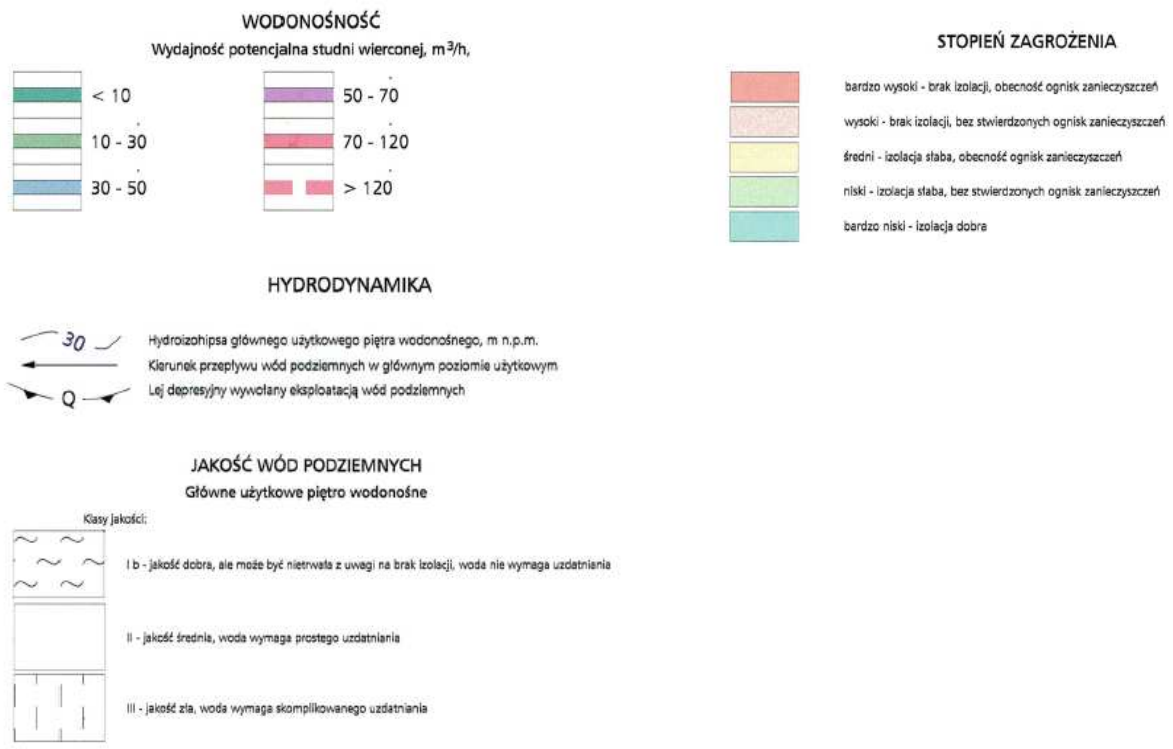 WODONOŚNOŚĆ
Wydajność potencjalna studni wierconej, m³/h,
< 10
10 - 30
30 - 50
50 - 70
70 - 120
> 120
STOPIEŃ ZAGROŻENIA
bardzo wysoki - brak izolacji, obecność ognisk zanieczyszczeń
wysoki - brak izolacji, bez stwierdzonych ognisk zanieczyszczeń
średni - izolacja słaba, obecność ognisk zanieczyszczeń
niski - izolacja słaba, bez stwierdzonych ognisk zanieczyszczeń
bardzo niski - izolacja dobra
HYDRODYNAMIKA
30
Hydroizohipsa głównego użytkowego piętra wodonośnego, m n.p.m.
Kierunek przepływu wód podziemnych w głównym poziomie użytkowym
Q
Lej depresyjny wywołany eksploatacją wód podziemnych
JAKOŚĆ WÓD PODZIEMNYCH
Główne użytkowe piętro wodonośne
Klasy jakości:
I b - jakość dobra, ale może być nietrwała z uwagi na brak izolacji, woda nie wymaga uzdatniania
II - jakość średnia, woda wymaga prostego uzdatniania
III - jakość zła, woda wymaga skomplikowanego uzdatniania